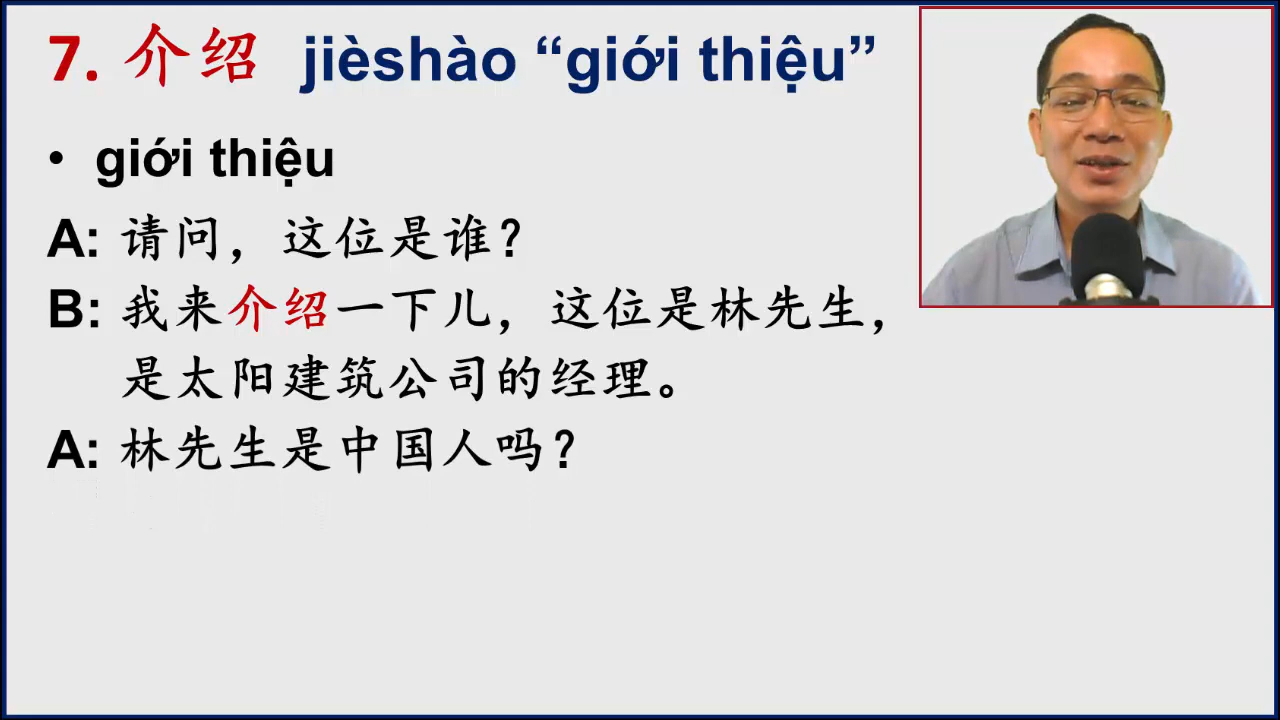 7. 介绍 jièshào “giới thiệu”
• giới thiệu
A: 请问，这位是谁？
B: 我来介绍一下儿，这位是林先生，
是太阳建筑公司的经理。
A: 林先生是中国人吗？